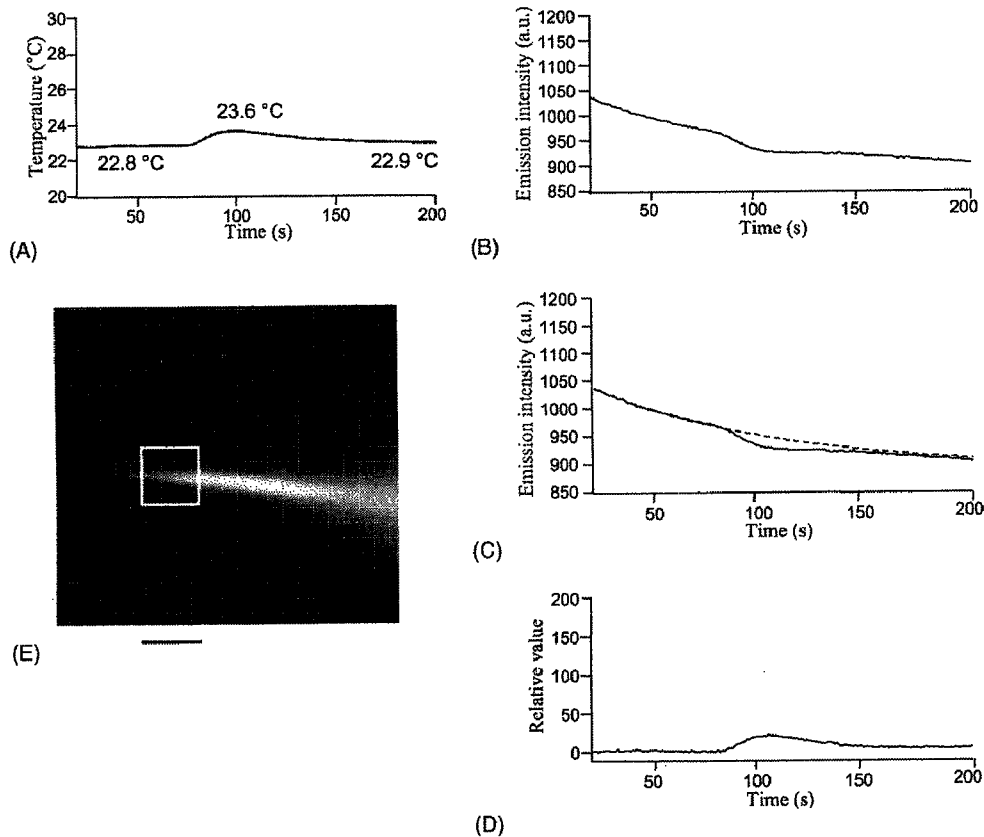 30
28
26
24
22
20
Temperature (°C)
23.6 °C
22.8 °C
22.9 °C
50
100
150
200
Time (s)
(A)
1200
1150
1100
1050
1000
950
900
850
Emission intensity (a.u.)
50
100
150
200
Time (s)
(B)
1200
1150
1100
1050
1000
950
900
850
Emission intensity (a.u.)
50
100
150
200
Time (s)
(C)
(E)
200
150
100
50
0
Relative value
50
100
150
200
Time (s)
(D)